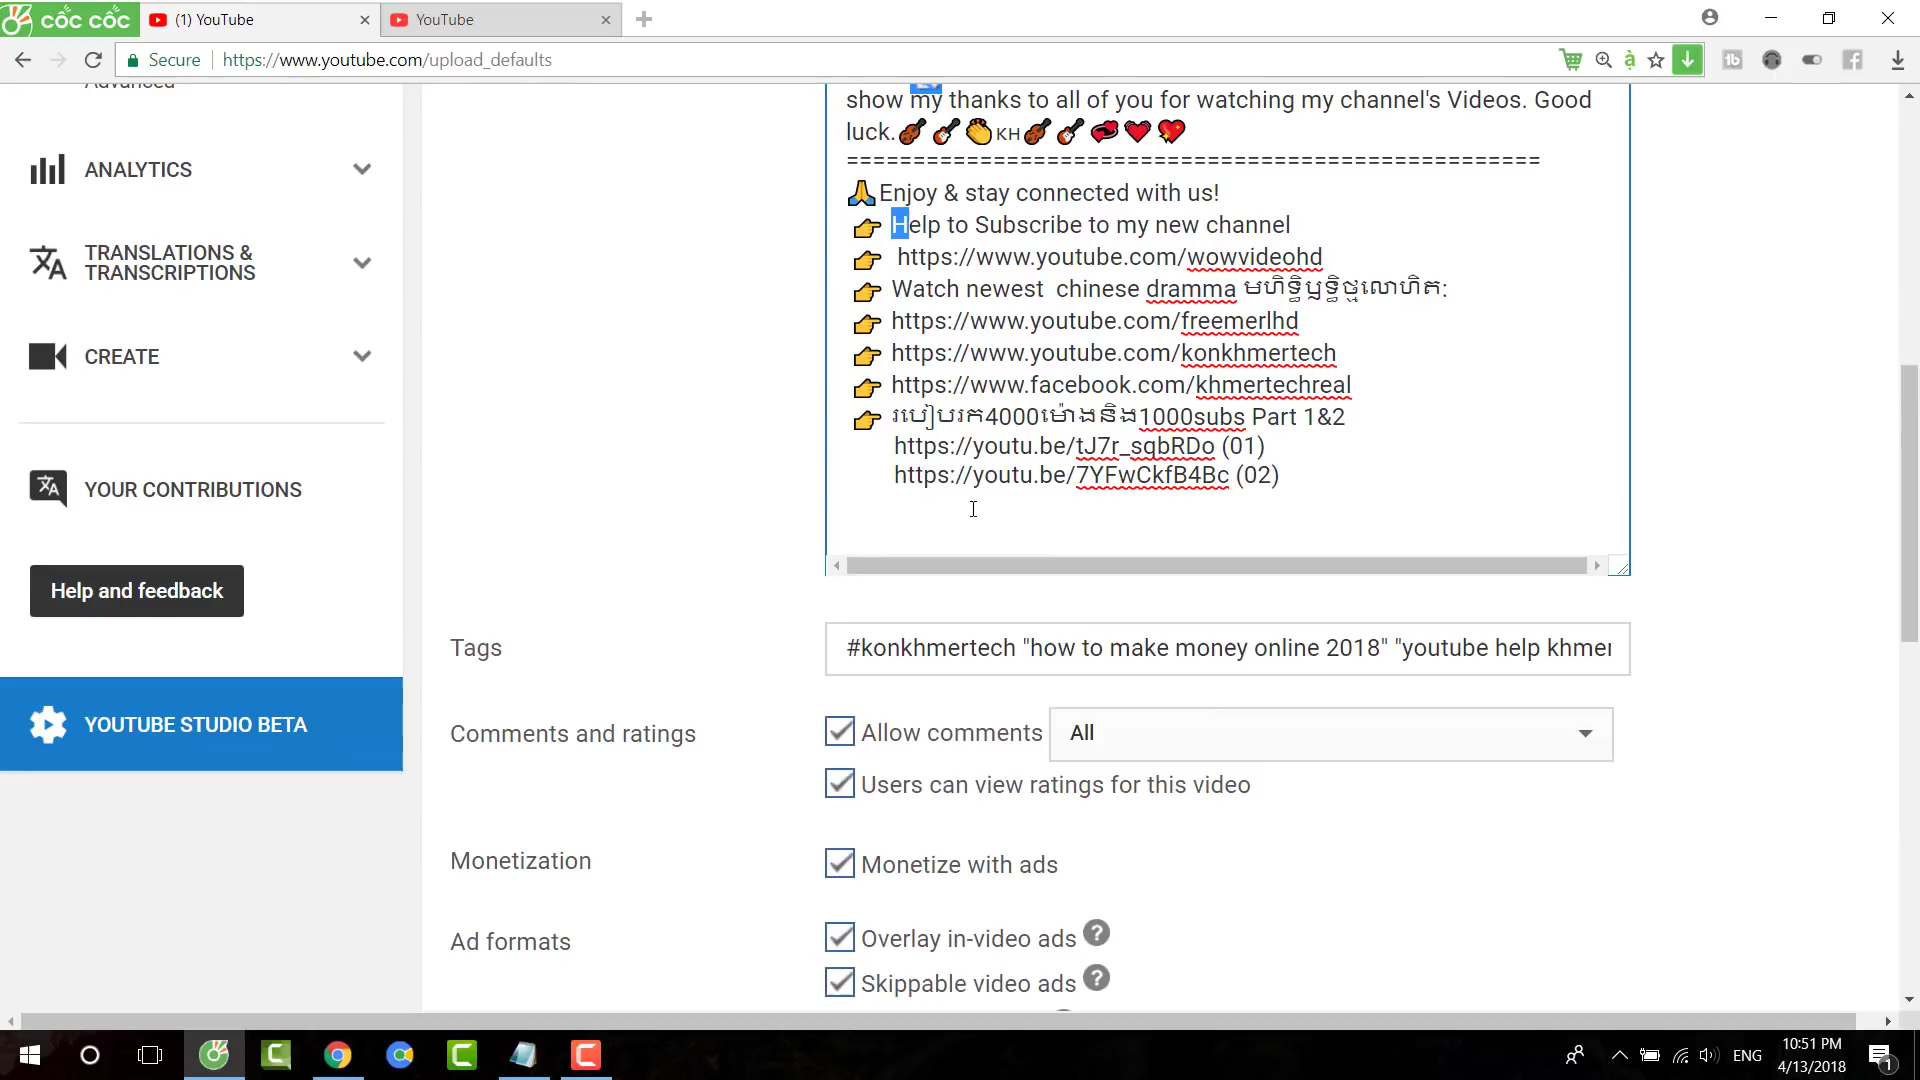 cốc cốc
(1) YouTube
YouTube
Secure
https://www.youtube.com/upload_defaults
Advanced
ANALYTICS
TRANSLATIONS &
TRANSCRIPTIONS
CREATE
YOUR CONTRIBUTIONS
Help and feedback
YOUTUBE STUDIO BETA
show my thanks to all of you for watching my channel's Videos. Good
luck.🎻🎸👏KH🎻🎸💞💓💖
====================================================
🙏Enjoy & stay connected with us!
👉 Help to Subscribe to my new channel
👉 https://www.youtube.com/wowvideohd
👉 Watch newest  chinese dramma មហិទ្ធិឫទ្ធិថ្មលោហិត:
👉 https://www.youtube.com/freemerlhd
👉 https://www.youtube.com/konkhmertech
👉 https://www.facebook.com/khmertechreal
👉 របៀបរក4000ម៉ោងនិង1000subs Part 1&2
https://youtu.be/tJ7r_sqbRDo (01)
https://youtu.be/7YFwCkfB4Bc (02)
Tags
#konkhmertech "how to make money online 2018" "youtube help khmer
Comments and ratings
Allow comments
All
Users can view ratings for this video
Monetization
Monetize with ads
Ad formats
Overlay in-video ads ?
Skippable video ads ?
ENG
10:51 PM
4/13/2018
1